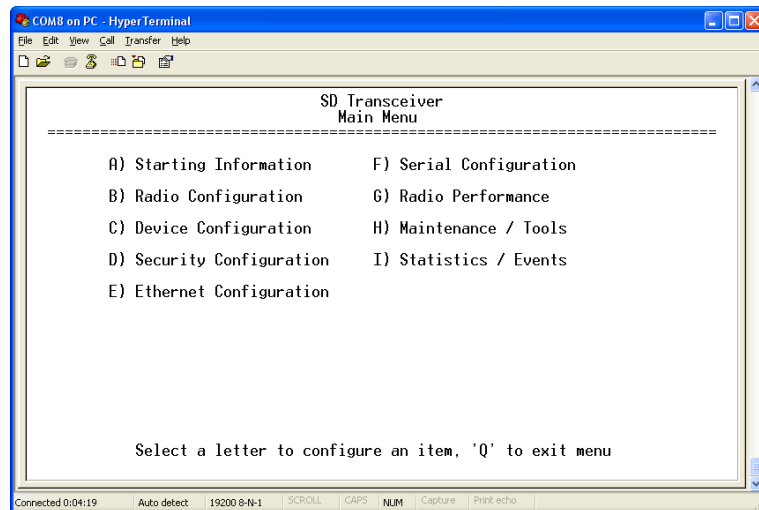 COM8 on PC - HyperTerminal
File Edit View Call Transfer Help
SD Transceiver
Main Menu
==========================================================================
A) Starting Information F) Serial Configuration
B) Radio Configuration G) Radio Performance
C) Device Configuration H) Maintenance / Tools
D) Security Configuration I) Statistics / Events
E) Ethernet Configuration
Select a letter to configure an item, 'Q' to exit menu
Connected 0:04:19 Auto detect 19200 8-N-1 SCROLL CAPS NUM Capture Print echo